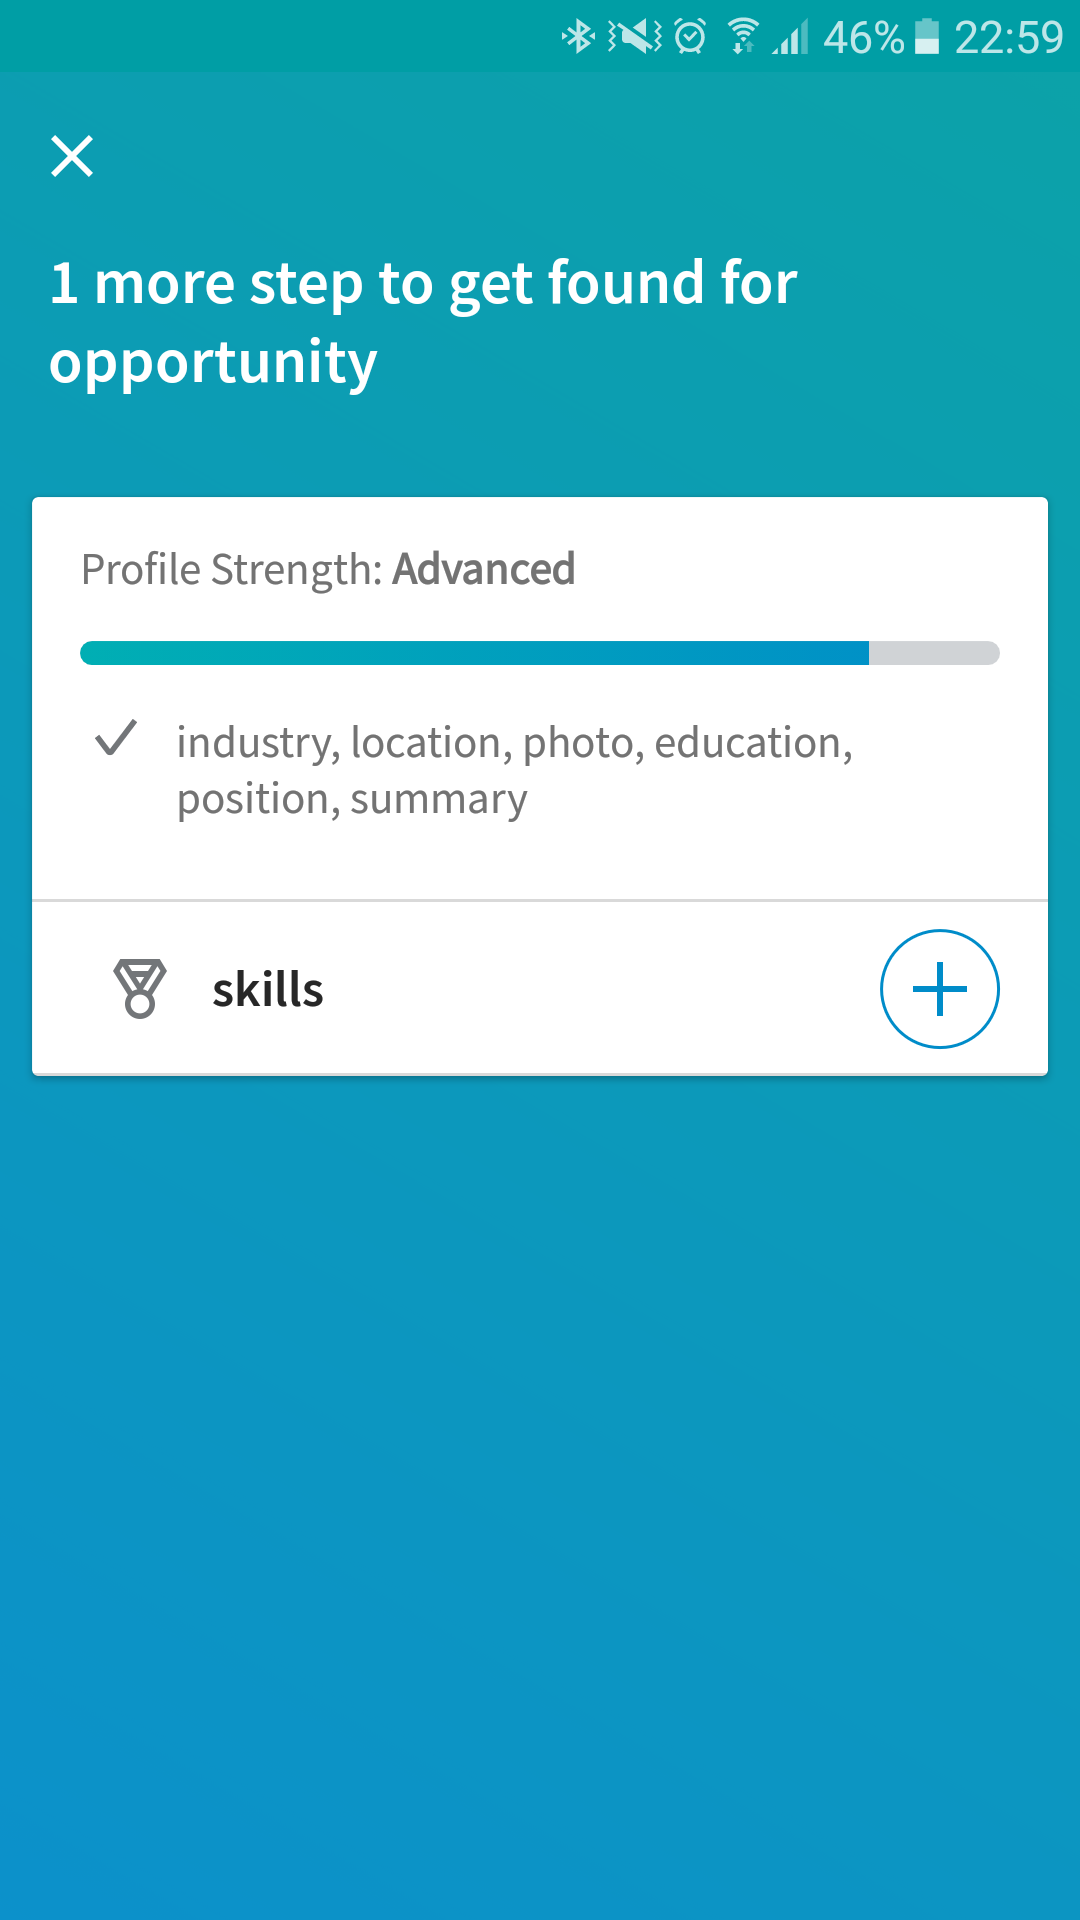 46% 22:59
1 more step to get found for
opportunity
Profile Strength: Advanced
industry, location, photo, education,
position, summary
skills